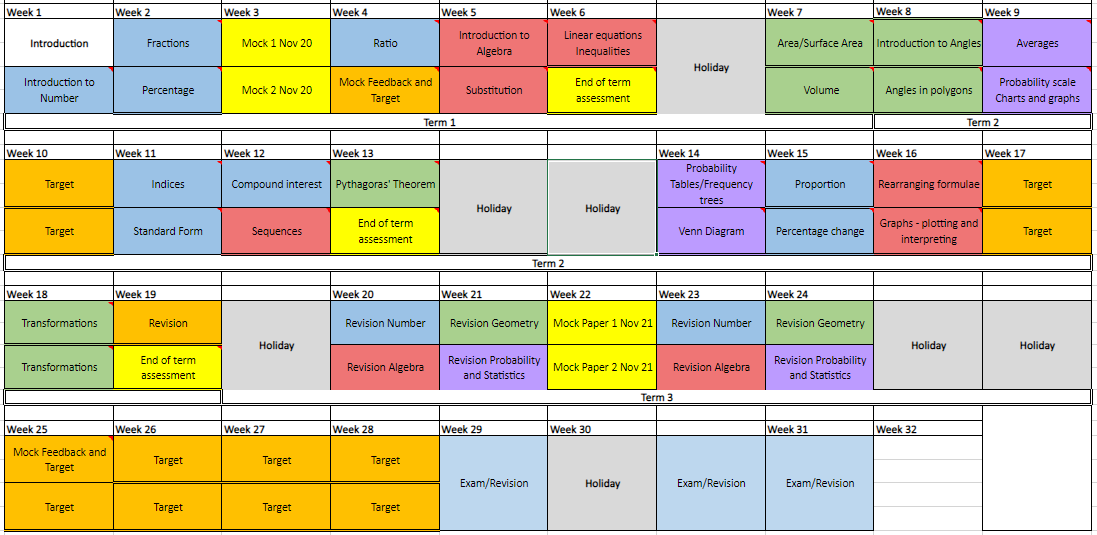 Week 1 Week 2 Week 3 Week 4 Week 5 Week 6 Week 7 Week 8 Week 9
Introduction
Fractions
Mock 1 Nov 20
Ratio
Introduction to
Algebra
Linear equations
Inequalities
Holiday
Area/Surface Area
Introduction to Angles
Averages
Introduction to
Number
Percentage
Mock 2 Nov 20
Mock Feedback and
Target
Substitution
End of term
assessment
Volume
Angles in polygons
Probability scale
Charts and graphs
Term 1 Term 2
Week 10 Week 11 Week 12 Week 13 Week 14 Week 15 Week 16 Week 17
Target
Indices
Compound interest
Pythagoras' Theorem
Holiday
Holiday
Probability
Tables/Frequency
trees
Proportion
Rearranging formulae
Target
Target
Standard Form
Sequences
End of term
assessment
Venn Diagram
Percentage change
Graphs - plotting and
interpreting
Target
Term 2
Week 18 Week 19 Week 20 Week 21 Week 22 Week 23 Week 24
Transformations
Revision
Holiday
Revision Number
Revision Geometry
Mock Paper 1 Nov 21
Revision Number
Revision Geometry
Holiday
Holiday
Transformations
End of term
assessment
Revision Algebra
Revision Probability
and Statistics
Mock Paper 2 Nov 21
Revision Algebra
Revision Probability
and Statistics
Term 3
Week 25 Week 26 Week 27 Week 28 Week 29 Week 30 Week 31 Week 32
Mock Feedback and
Target
Target
Target
Target
Exam/Revision
Holiday
Exam/Revision
Exam/Revision
Target
Target
Target
Target